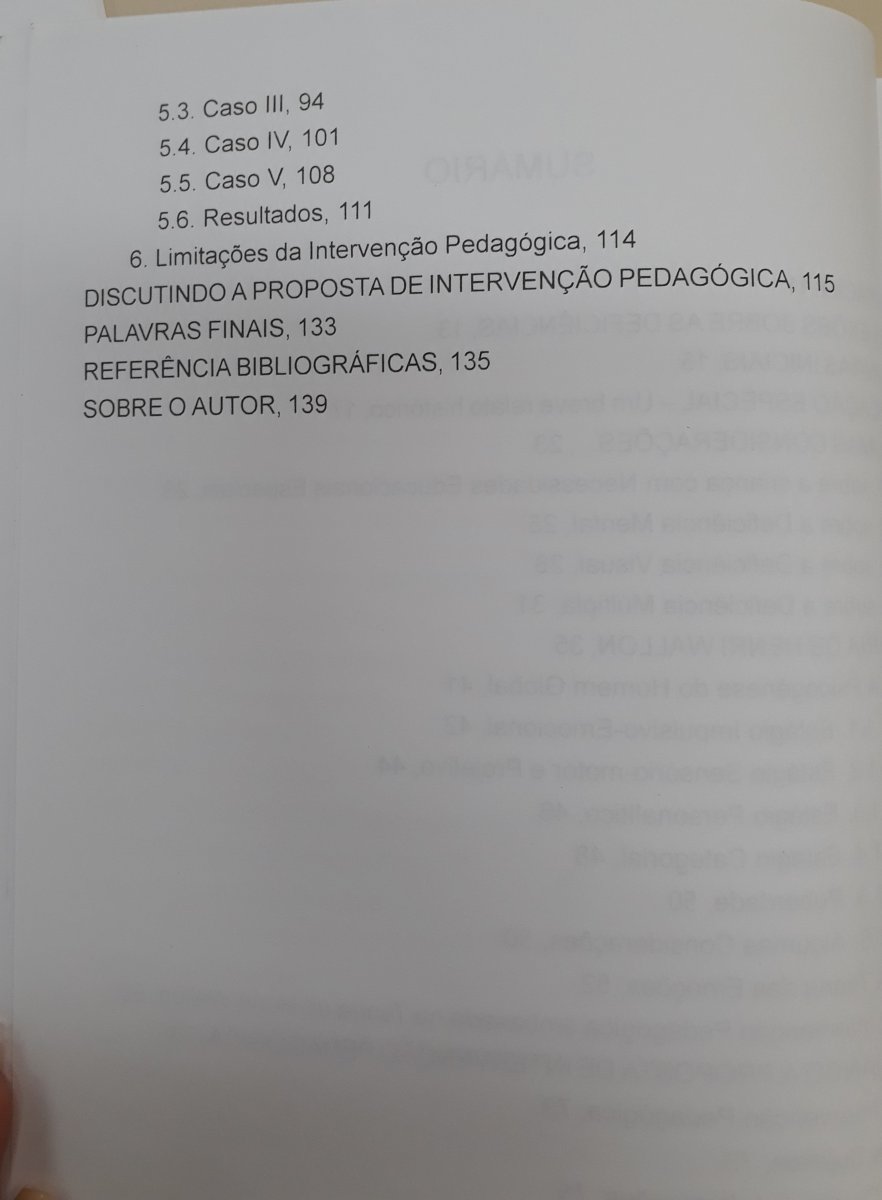 5.3. Caso III, 94
5.4. Caso IV, 101
5.5. Caso V, 108
5.6. Resultados, 111
6. Limitações da Intervenção Pedagógica, 114
DISCUTINDO A PROPOSTA DE INTERVENÇÃO PEDAGÓGICA, 115
PALAVRAS FINAIS, 133
REFERÊNCIA BIBLIOGRÁFICAS, 135
SOBRE O AUTOR, 139